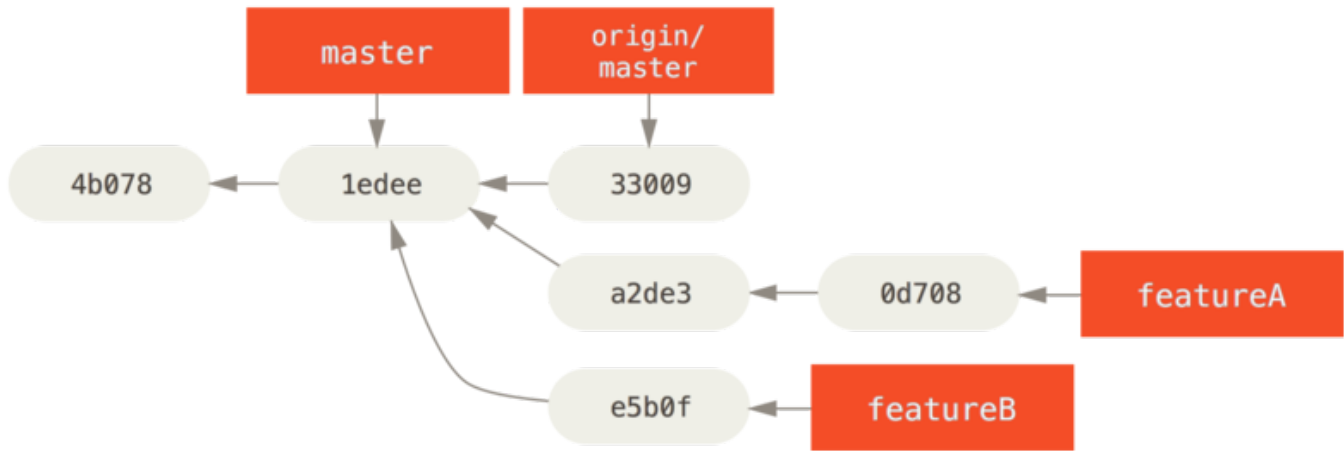 master
origin/
master
4b078
1edee
33009
a2de3
0d708
featureA
e5b0f
featureB